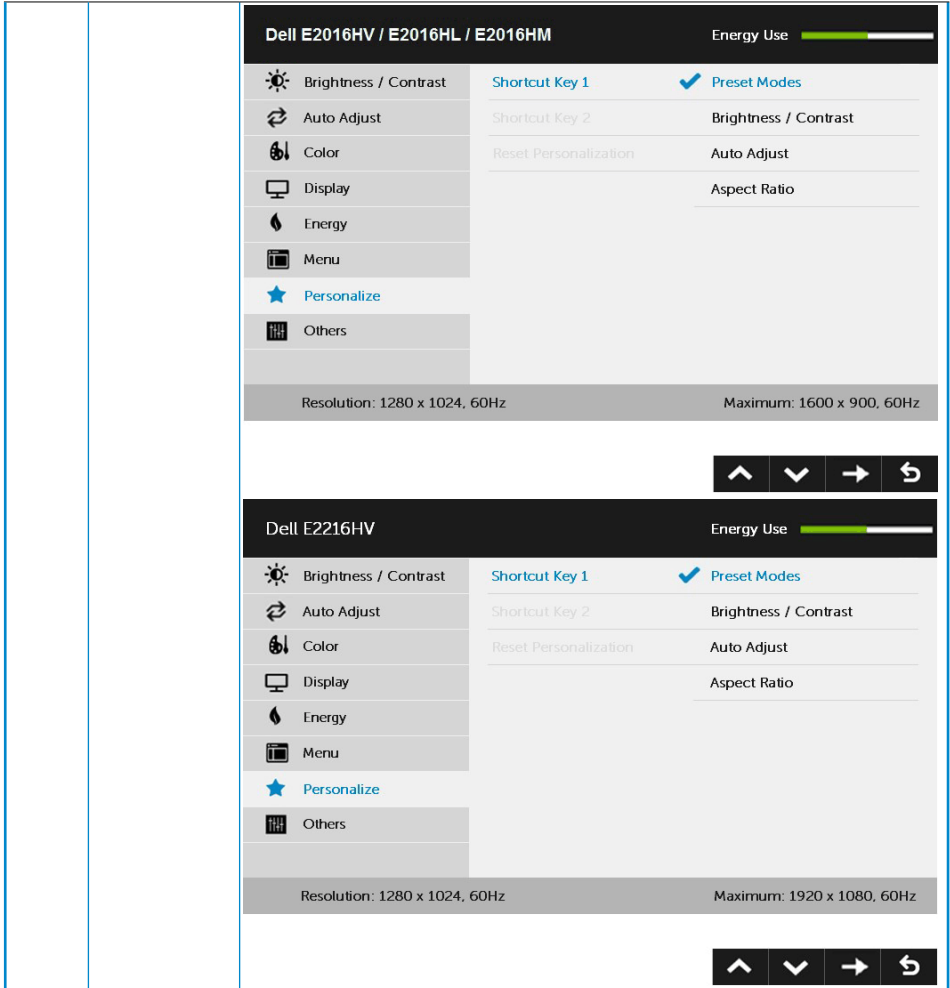 Dell E2016HV / E2016HL / E2016HM Energy Use
Brightness / Contrast Shortcut Key 1 Preset Modes
Auto Adjust Shortcut Key 2 Brightness / Contrast
Color Reset Personalization Auto Adjust
Display Aspect Ratio
Energy
Menu
Personalize
Others
Resolution: 1280 x 1024, 60Hz Maximum: 1600 x 900, 60Hz
Dell E2216HV Energy Use
Brightness / Contrast Shortcut Key 1 Preset Modes
Auto Adjust Shortcut Key 2 Brightness / Contrast
Color Reset Personalization Auto Adjust
Display Aspect Ratio
Energy
Menu
Personalize
Others
Resolution: 1280 x 1024, 60Hz Maximum: 1920 x 1080, 60Hz